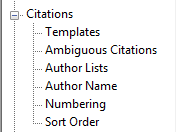 Citations
Templates
Ambiguous Citations
Author Lists
Author Name
Numbering
Sort Order